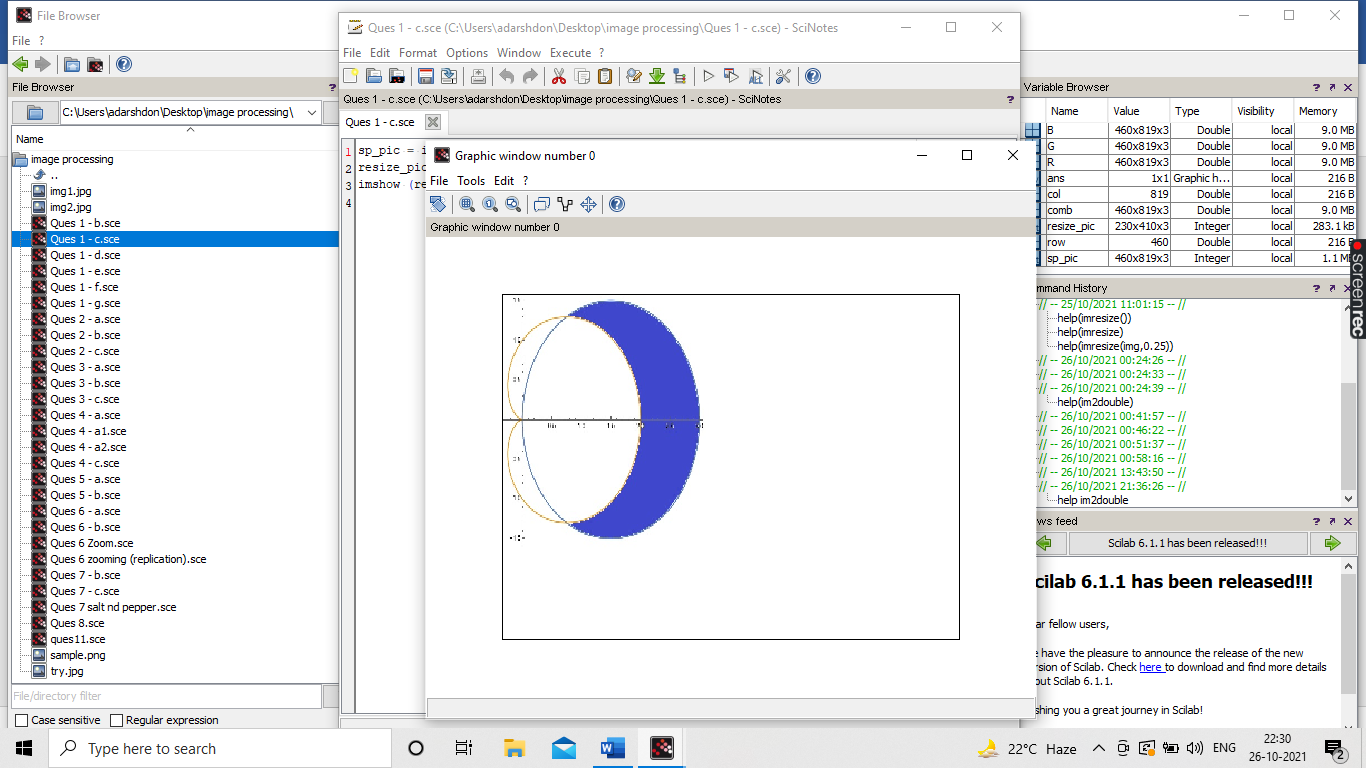 File Browser
File ?
File Browser ?
C:\Users\adarshdon\Desktop\image processing\
Name
image processing
..
img1.jpg
img2.jpg
Ques 1 - b.sce
Ques 1 - c.sce
Ques 1 - d.sce
Ques 1 - e.sce
Ques 1 - f.sce
Ques 1 - g.sce
Ques 2 - a.sce
Ques 2 - b.sce
Ques 2 - c.sce
Ques 3 - a.sce
Ques 3 - b.sce
Ques 3 - c.sce
Ques 4 - a.sce
Ques 4 - a1.sce
Ques 4 - a2.sce
Ques 4 - c.sce
Ques 5 - a.sce
Ques 5 - b.sce
Ques 6 - a.sce
Ques 6 - b.sce
Ques 6 Zoom.sce
Ques 6 zooming (replication).sce
Ques 7 - b.sce
Ques 7 - c.sce
Ques 7 salt nd pepper.sce
Ques 8.sce
ques11.sce
sample.png
try.jpg
File/directory filter
Case sensitive Regular expression
Ques 1 - c.sce (C:\Users\adarshdon\Desktop\image processing\Ques 1 - c.sce) - SciNotes
File Edit Format Options Window Execute ?
Ques 1 - c.sce (C:\Users\adarshdon\Desktop\image processing\Ques 1 - c.sce) - SciNotes ?
Ques 1 - c.sce
1 sp_pic = i
2 resize_pic
3 imshow (re
4
Graphic window number 0
File Tools Edit ?
Graphic window number 0
Variable Browser ?
Name Value Type Visibility Memory
B 460x819x3 Double local 9.0 MB
G 460x819x3 Double local 9.0 MB
R 460x819x3 Double local 9.0 MB
ans 1x1 Graphic h... local 216 B
col 819 Double local 216 B
comb 460x819x3 Double local 9.0 MB
resize_pic 230x410x3 Integer local 283.1 kB
row 460 Double local 216 B
sp_pic 460x819x3 Integer local 1.1 MB
mmand History ?
// -- 25/10/2021 11:01:15 -- //
help(imresize())
help(imresize)
help(imresize(img,0.25))
// -- 26/10/2021 00:24:26 -- //
// -- 26/10/2021 00:24:33 -- //
// -- 26/10/2021 00:24:39 -- //
help(im2double)
// -- 26/10/2021 00:41:57 -- //
// -- 26/10/2021 00:46:22 -- //
// -- 26/10/2021 00:51:37 -- //
// -- 26/10/2021 00:58:16 -- //
// -- 26/10/2021 13:43:50 -- //
// -- 26/10/2021 21:36:26 -- //
help im2double
ws feed ?
Scilab 6.1.1 has been released!!!
cilab 6.1.1 has been released!!!
ar fellow users,
e have the pleasure to announce the release of the new
rsion of Scilab. Check here to download and find more details
out Scilab 6.1.1.
shing you a great journey in Scilab!
screenrec
Type here to search
22°C Haze
ENG
22:30
26-10-2021
2